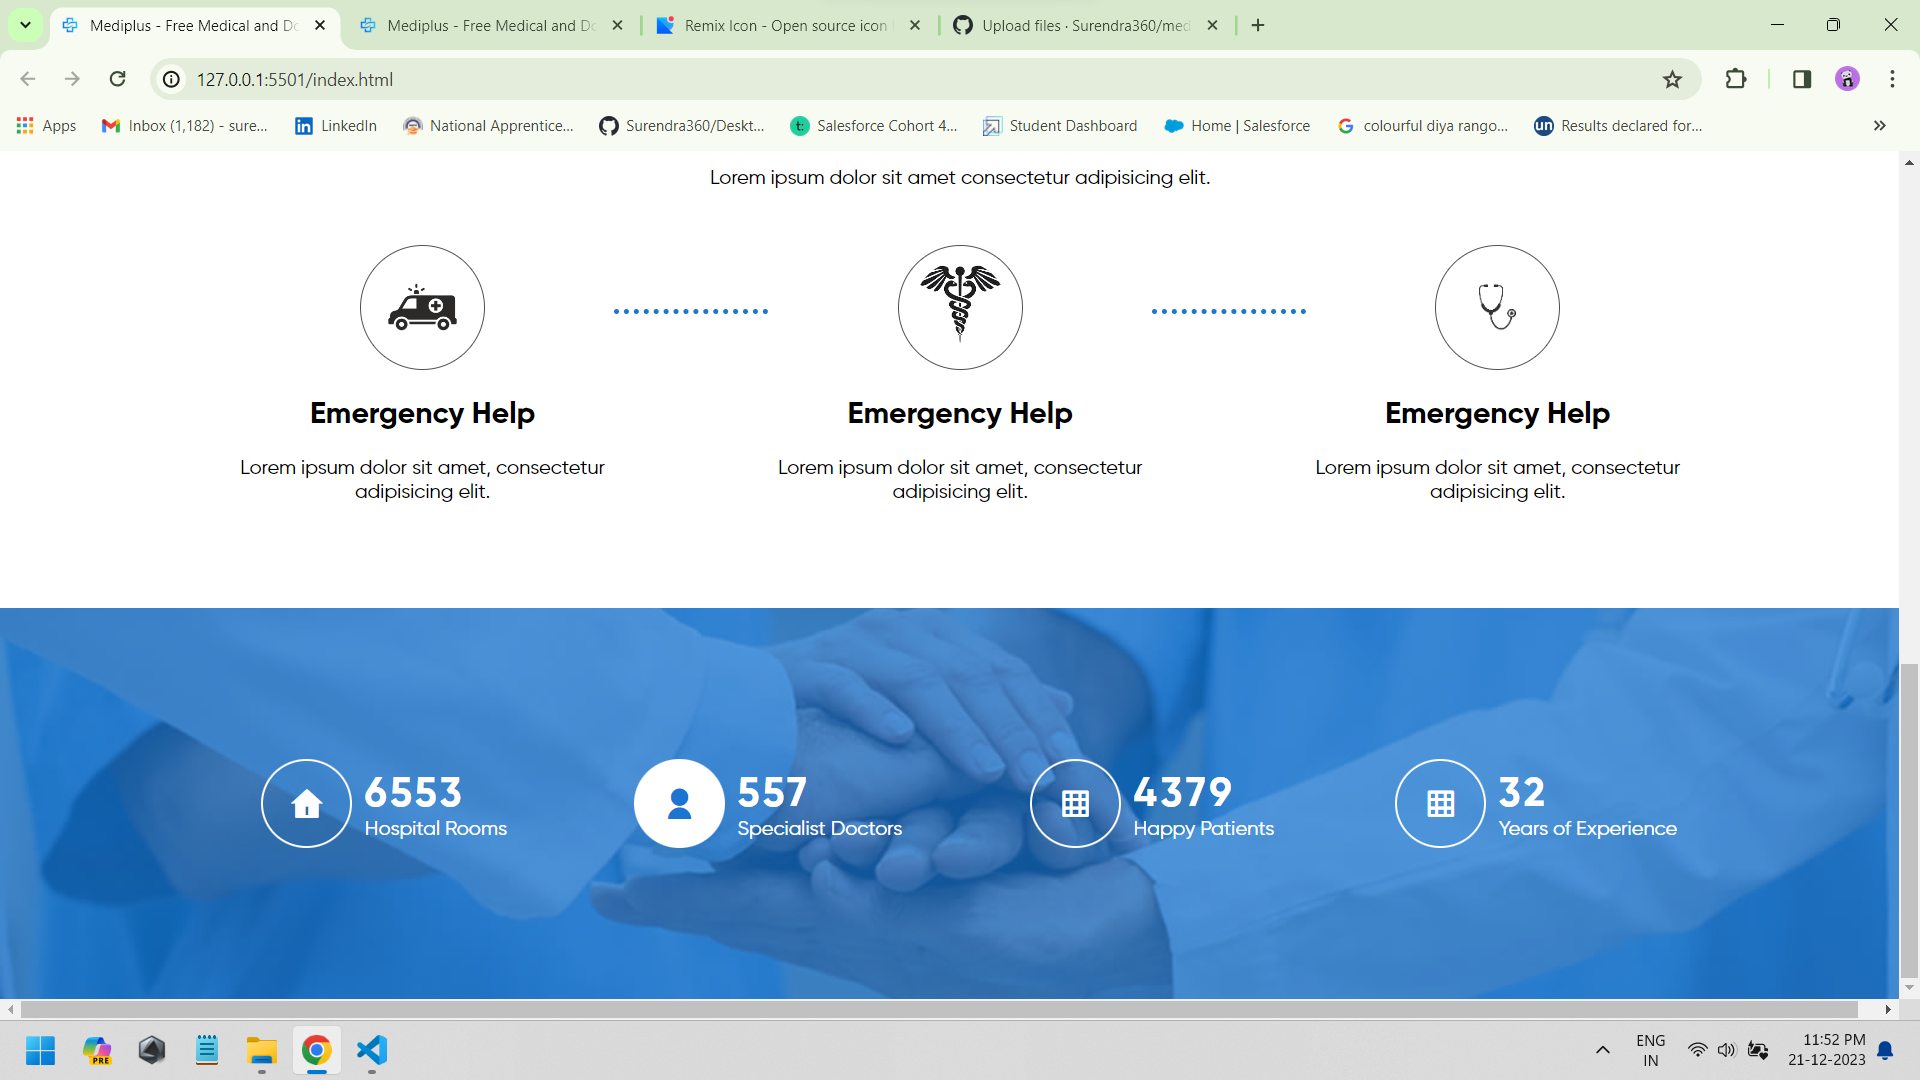 Mediplus - Free Medical and Do
Mediplus - Free Medical and Do
Remix Icon - Open source icon
Upload files · Surendra360/med
127.0.0.1:5501/index.html
Apps
Inbox (1,182) - sure...
LinkedIn
National Apprentice...
Surendra360/Deskt...
Salesforce Cohort 4...
Student Dashboard
Home | Salesforce
colourful diya rango...
un
Results declared for...
Lorem ipsum dolor sit amet consectetur adipisicing elit.
Emergency Help
Lorem ipsum dolor sit amet, consectetur
adipisicing elit.
Emergency Help
Lorem ipsum dolor sit amet, consectetur
adipisicing elit.
Emergency Help
Lorem ipsum dolor sit amet, consectetur
adipisicing elit.
6553
Hospital Rooms
557
Specialist Doctors
4379
Happy Patients
32
Years of Experience
PRE
ENG
IN
11:52 PM
21-12-2023